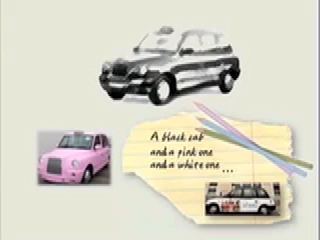 A black cab
and a pink one
and a white one ...